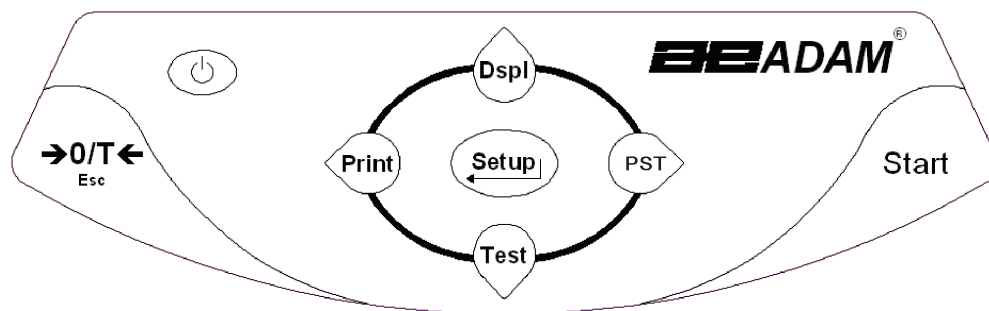 Dspl
ADAM®
→0/T←
Esc
Print
Setup
PST
Start
Test